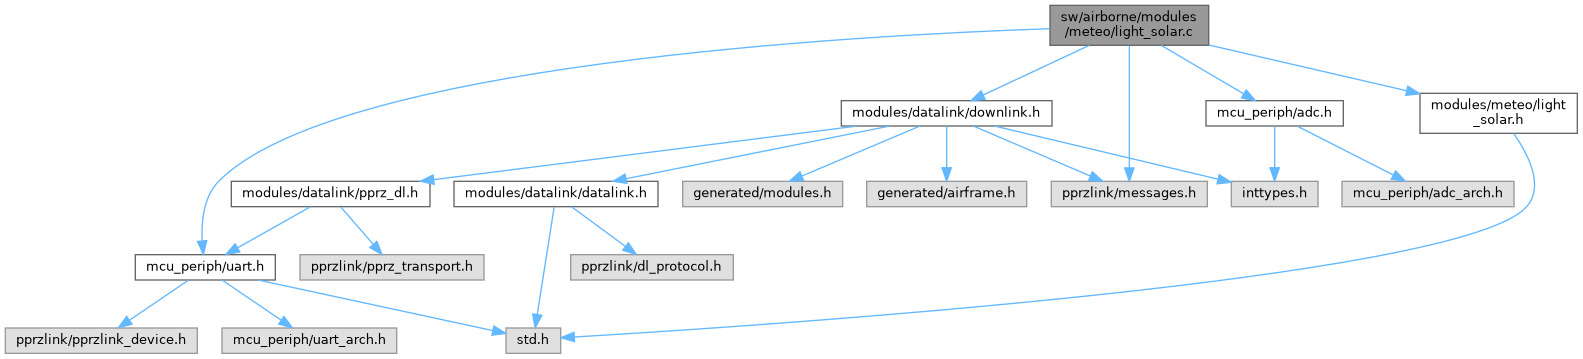 sw/airborne/modules
/meteo/light_solar.c
modules/datalink/downlink.h
mcu_periph/adc.h
modules/meteo/light
_solar.h
modules/datalink/pprz_dl.h
modules/datalink/datalink.h
generated/modules.h
generated/airframe.h
pprzlink/messages.h
inttypes.h
mcu_periph/adc_arch.h
mcu_periph/uart.h
pprzlink/pprz_transport.h
pprzlink/dl_protocol.h
pprzlink/pprzlink_device.h
mcu_periph/uart_arch.h
std.h